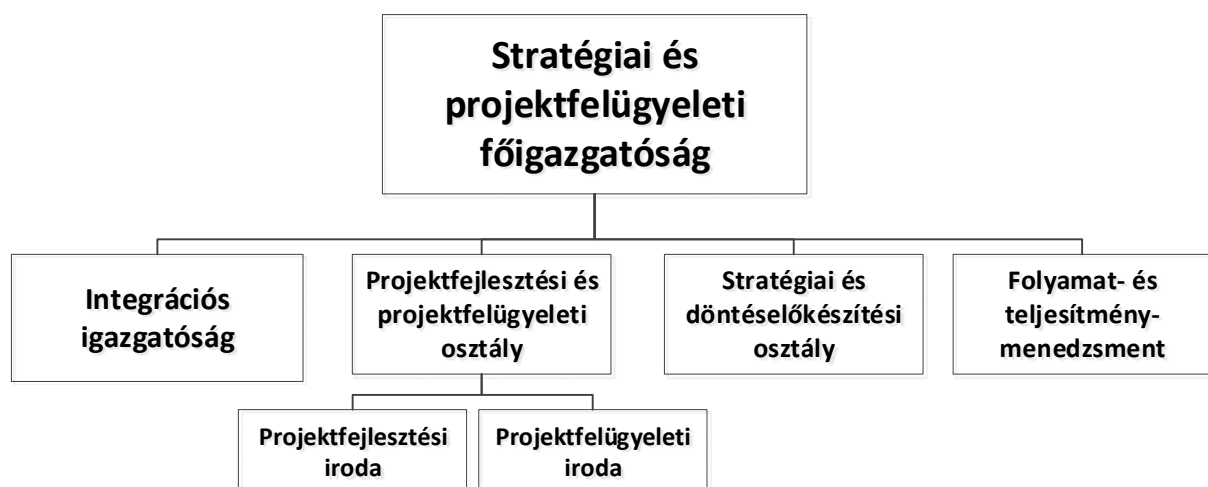 Stratégiai és
projektfelügyeleti
főigazgatóság
Integrációs
igazgatóság
Projektfejlesztési és
projektfelügyeleti
osztály
Stratégiai és
döntéselőkészítési
osztály
Folyamat- és
teljesítmény-
menedzsment
Projektfejlesztési
iroda
Projektfelügyeleti
iroda